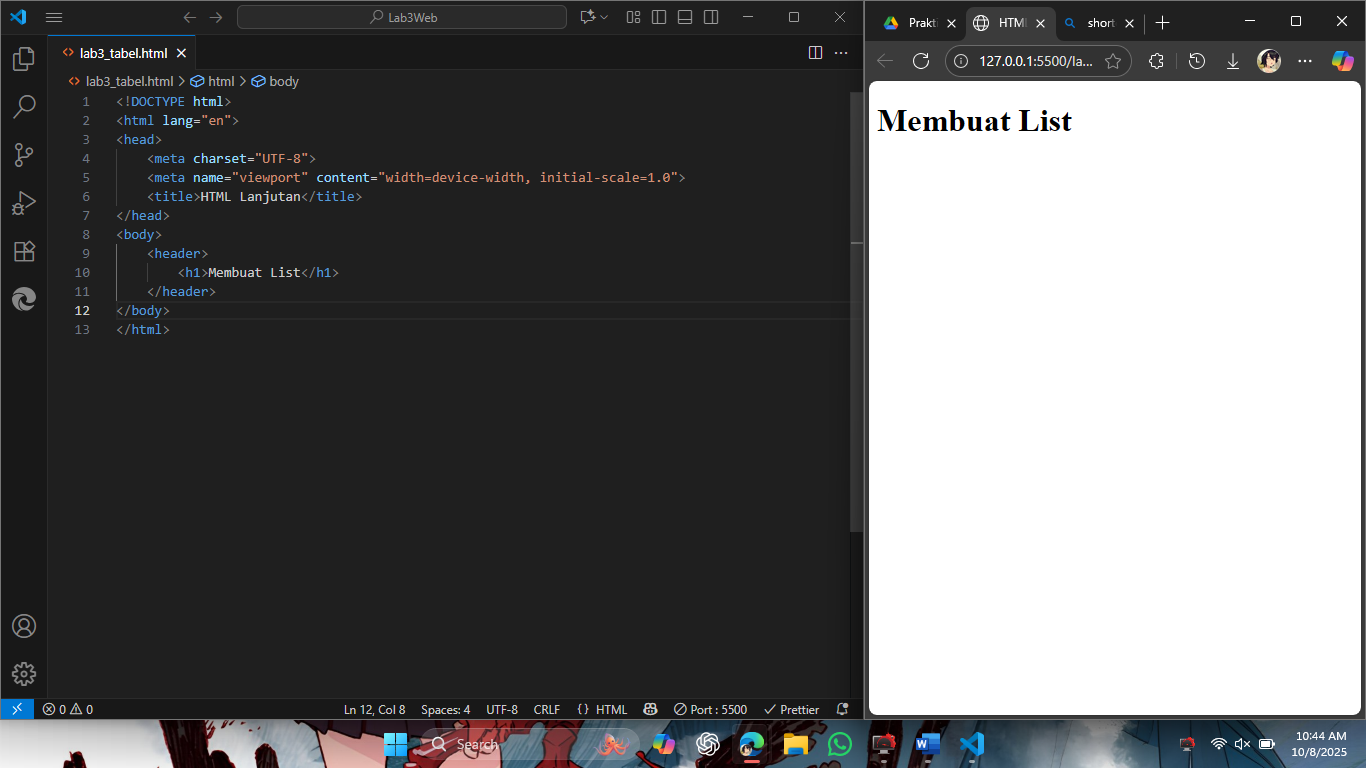 Lab3Web
lab3_tabel.html
lab3_tabel.html > html > body
1 <!DOCTYPE html>
2 <html lang="en">
3 <head>
4 <meta charset="UTF-8">
5 <meta name="viewport" content="width=device-width, initial-scale=1.0">
6 <title>HTML Lanjutan</title>
7 </head>
8 <body>
9 <header>
10 <h1>Membuat List</h1>
11 </header>
12 </body>
13 </html>
0 0 Ln 12, Col 8 Spaces: 4 UTF-8 CRLF {} HTML Port : 5500 Prettier
Prakt HTML short
127.0.0.1:5500/la...
Membuat List
Search
10:44 AM
10/8/2025